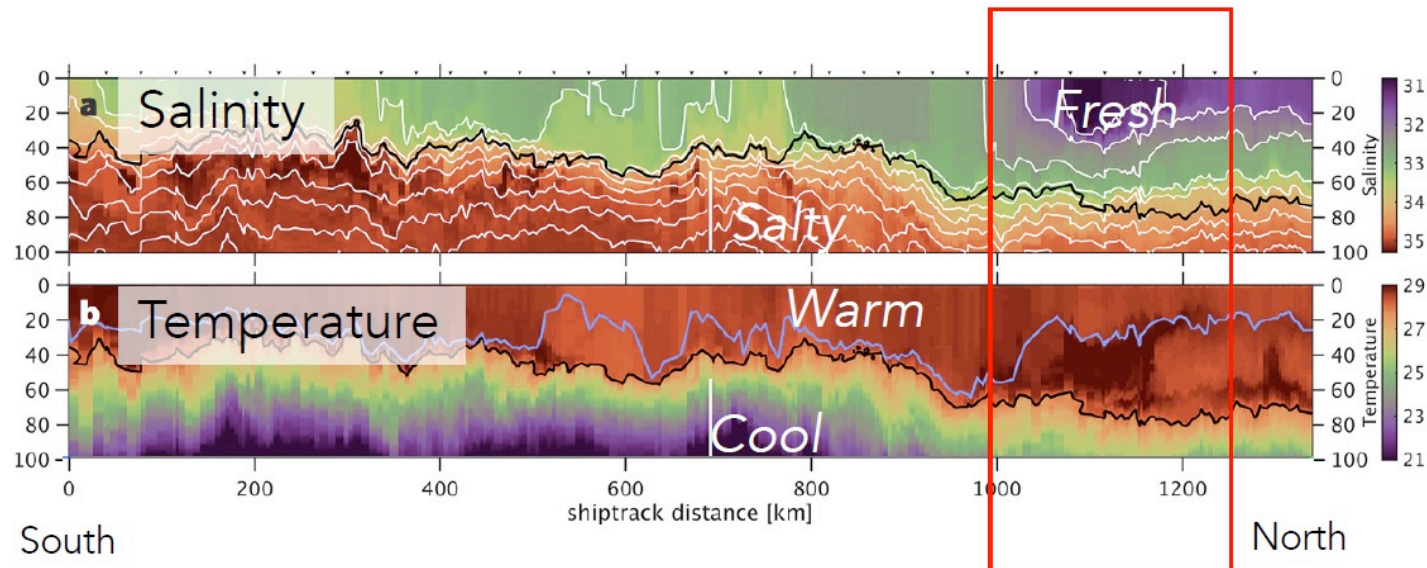 a Salinity
Fresh
Salty
0 0 31
20 20 32
40 40 33
60 60 34
80 80 35
100 100
Salinity
b Temperature
Warm
Cool
0 0 29
20 20 27
40 40 25
60 60 23
80 80 21
100 100
Temperature
0 200 400 600 800 1000 1200
shiptrack distance [km]
South North